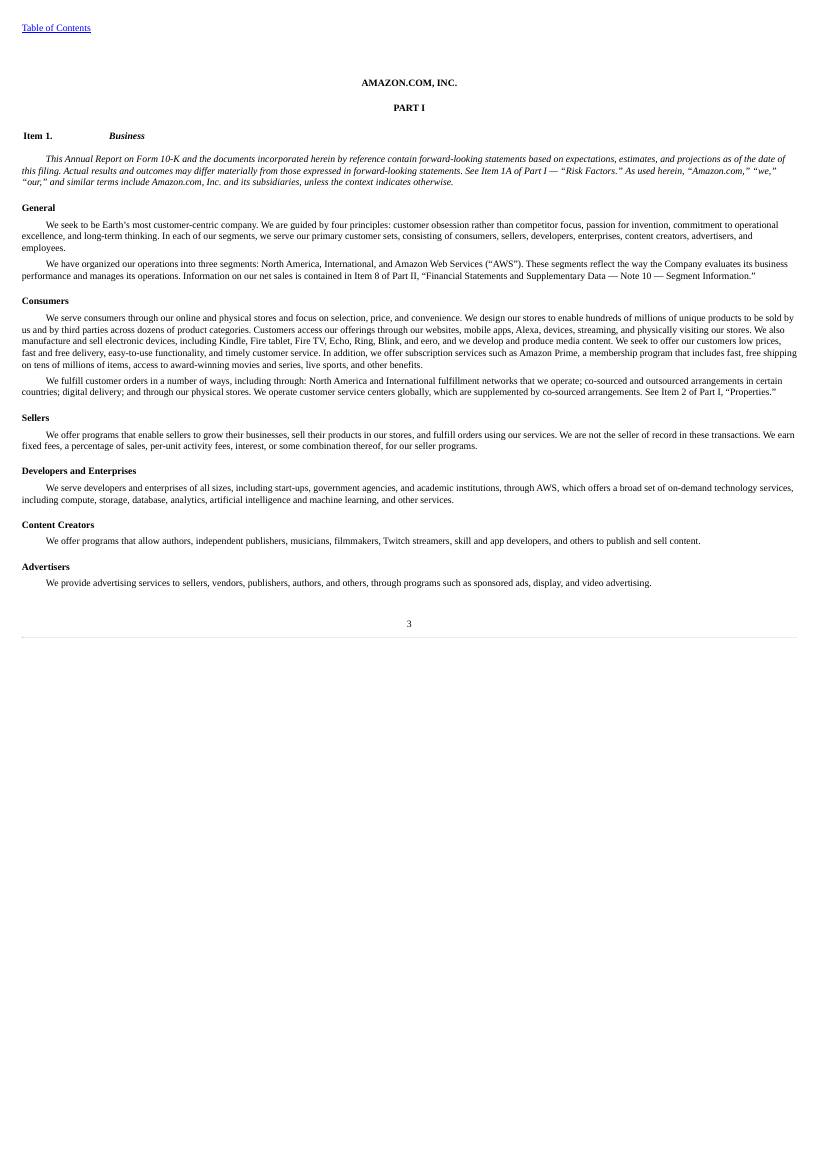 Table of Contents
AMAZON.COM, INC.
PART I
Item 1. Business
This Annual Report on Form 10-K and the documents incorporated herein by reference contain forward-looking statements based on expectations, estimates, and projections as of the date of
this filing. Actual results and outcomes may differ materially from those expressed in forward-looking statements. See Item 1A of Part I — “Risk Factors.” As used herein, “Amazon.com,” “we,”
“our,” and similar terms include Amazon.com, Inc. and its subsidiaries, unless the context indicates otherwise.
General
We seek to be Earth’s most customer-centric company. We are guided by four principles: customer obsession rather than competitor focus, passion for invention, commitment to operational
excellence, and long-term thinking. In each of our segments, we serve our primary customer sets, consisting of consumers, sellers, developers, enterprises, content creators, advertisers, and
employees.
We have organized our operations into three segments: North America, International, and Amazon Web Services (“AWS”). These segments reflect the way the Company evaluates its business
performance and manages its operations. Information on our net sales is contained in Item 8 of Part II, “Financial Statements and Supplementary Data — Note 10 — Segment Information.”
Consumers
We serve consumers through our online and physical stores and focus on selection, price, and convenience. We design our stores to enable hundreds of millions of unique products to be sold by
us and by third parties across dozens of product categories. Customers access our offerings through our websites, mobile apps, Alexa, devices, streaming, and physically visiting our stores. We also
manufacture and sell electronic devices, including Kindle, Fire tablet, Fire TV, Echo, Ring, Blink, and eero, and we develop and produce media content. We seek to offer our customers low prices,
fast and free delivery, easy-to-use functionality, and timely customer service. In addition, we offer subscription services such as Amazon Prime, a membership program that includes fast, free shipping
on tens of millions of items, access to award-winning movies and series, live sports, and other benefits.
We fulfill customer orders in a number of ways, including through: North America and International fulfillment networks that we operate; co-sourced and outsourced arrangements in certain
countries; digital delivery; and through our physical stores. We operate customer service centers globally, which are supplemented by co-sourced arrangements. See Item 2 of Part I, “Properties.”
Sellers
We offer programs that enable sellers to grow their businesses, sell their products in our stores, and fulfill orders using our services. We are not the seller of record in these transactions. We earn
fixed fees, a percentage of sales, per-unit activity fees, interest, or some combination thereof, for our seller programs.
Developers and Enterprises
We serve developers and enterprises of all sizes, including start-ups, government agencies, and academic institutions, through AWS, which offers a broad set of on-demand technology services,
including compute, storage, database, analytics, artificial intelligence and machine learning, and other services.
Content Creators
We offer programs that allow authors, independent publishers, musicians, filmmakers, Twitch streamers, skill and app developers, and others to publish and sell content.
Advertisers
We provide advertising services to sellers, vendors, publishers, authors, and others, through programs such as sponsored ads, display, and video advertising.
3